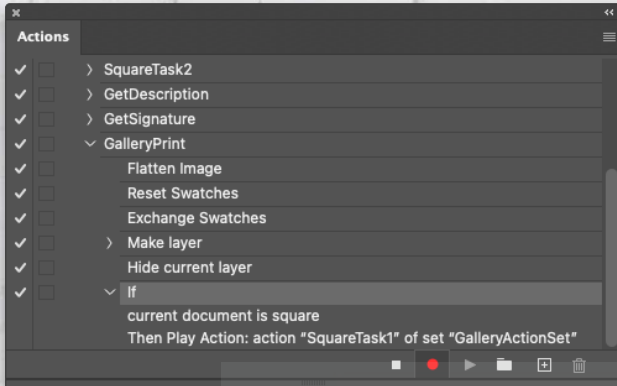 Actions
SquareTask2
GetDescription
GetSignature
GalleryPrint
Flatten Image
Reset Swatches
Exchange Swatches
Make layer
Hide current layer
If
current document is square
Then Play Action: action “SquareTask1” of set “GalleryActionSet”